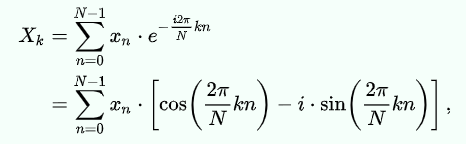 X_k = \sum_{n=0}^{N-1} x_n \cdot e^{-\frac{i2\pi}{N}kn}
= \sum_{n=0}^{N-1} x_n \cdot \left[\cos\left(\frac{2\pi}{N}kn\right) - i \cdot \sin\left(\frac{2\pi}{N}kn\right)\right],